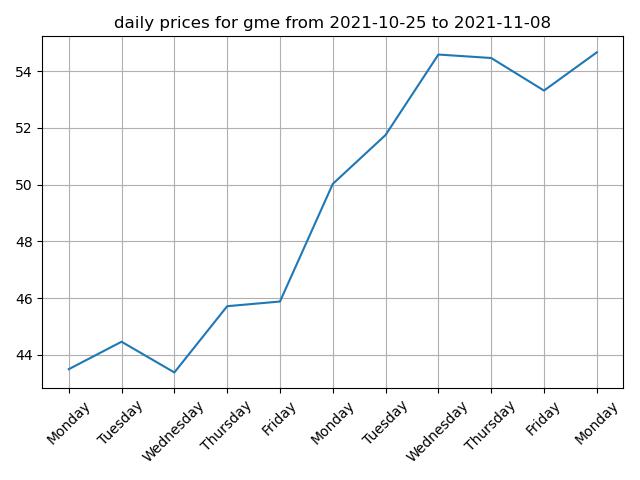 daily prices for gme from 2021-10-25 to 2021-11-08
54
52
50
48
46
44
Monday
Tuesday
Wednesday
Thursday
Friday
Monday
Tuesday
Wednesday
Thursday
Friday
Monday